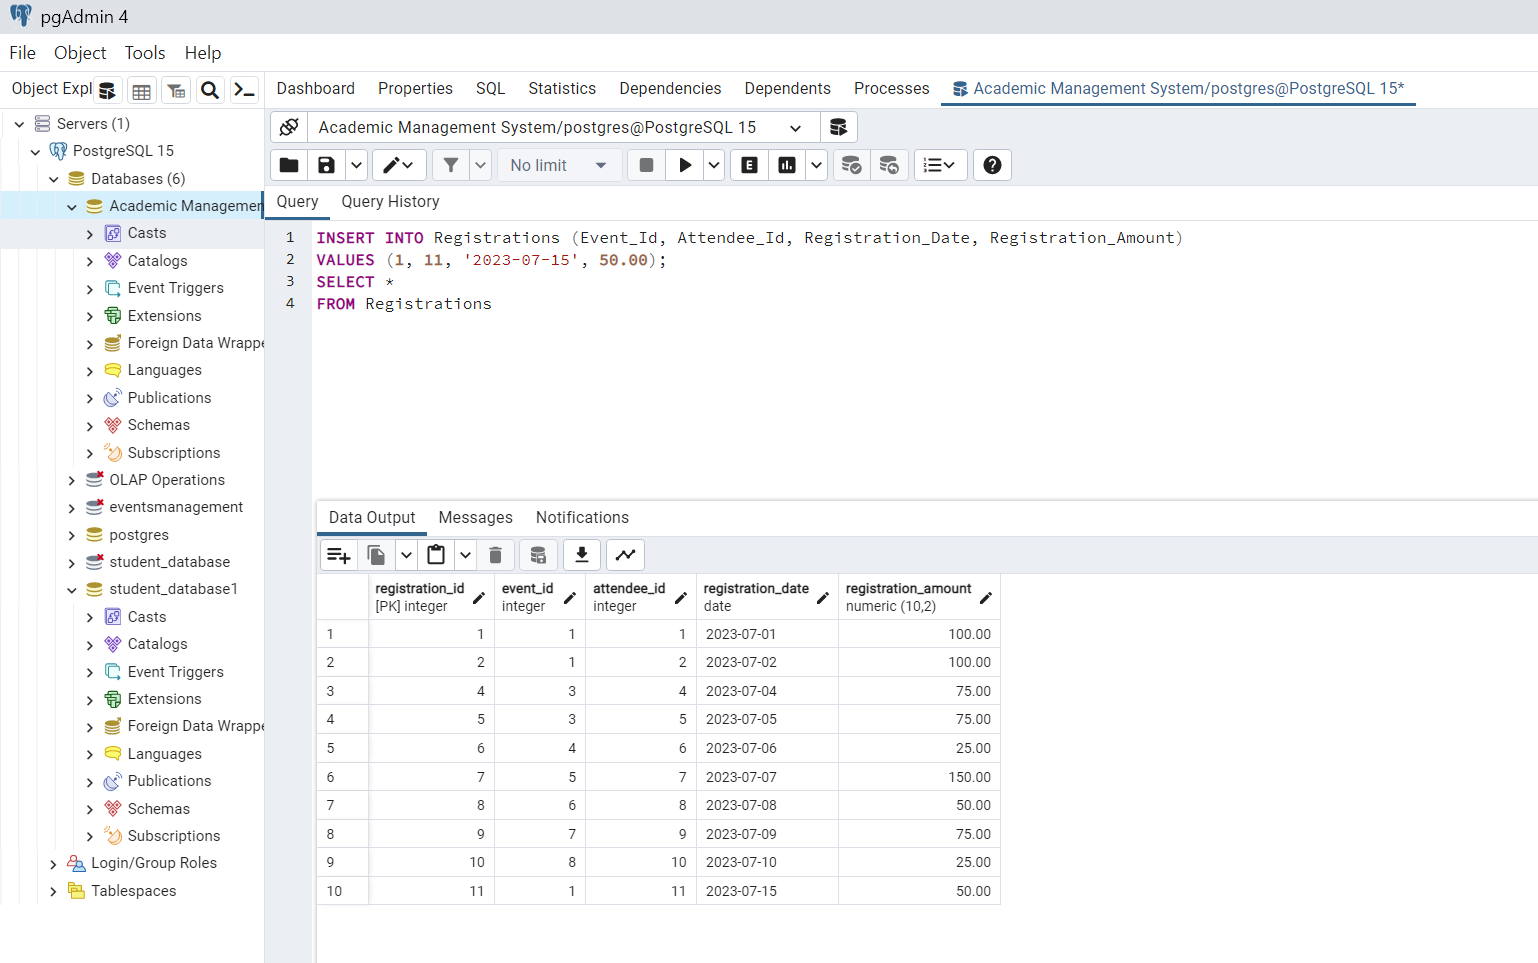 pgAdmin 4
File Object Tools Help
Object Expl
Dashboard Properties SQL Statistics Dependencies Dependents Processes Academic Management System/postgres@PostgreSQL 15*
Servers (1)
PostgreSQL 15
Databases (6)
Academic Managemen
Casts
Catalogs
Event Triggers
Extensions
Foreign Data Wrappe
Languages
Publications
Schemas
Subscriptions
OLAP Operations
eventsmanagement
postgres
student_database
student_database1
Casts
Catalogs
Event Triggers
Extensions
Foreign Data Wrappe
Languages
Publications
Schemas
Subscriptions
Login/Group Roles
Tablespaces
Academic Management System/postgres@PostgreSQL 15
No limit E
Query Query History
1 INSERT INTO Registrations (Event_Id, Attendee_Id, Registration_Date, Registration_Amount)
2 VALUES (1, 11, '2023-07-15', 50.00);
3 SELECT *
4 FROM Registrations
Data Output Messages Notifications
registration_id event_id attendee_id registration_date registration_amount
[PK] integer integer integer date numeric (10,2)
1 1 1 1 2023-07-01 100.00
2 2 1 2 2023-07-02 100.00
3 4 3 4 2023-07-04 75.00
4 5 3 5 2023-07-05 75.00
5 6 4 6 2023-07-06 25.00
6 7 5 7 2023-07-07 150.00
7 8 6 8 2023-07-08 50.00
8 9 7 9 2023-07-09 75.00
9 10 8 10 2023-07-10 25.00
10 11 1 11 2023-07-15 50.00